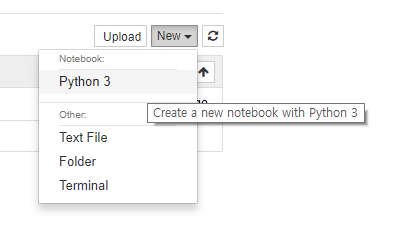 Upload New
Notebook:
Python 3
Create a new notebook with Python 3
Other:
Text File
Folder
Terminal